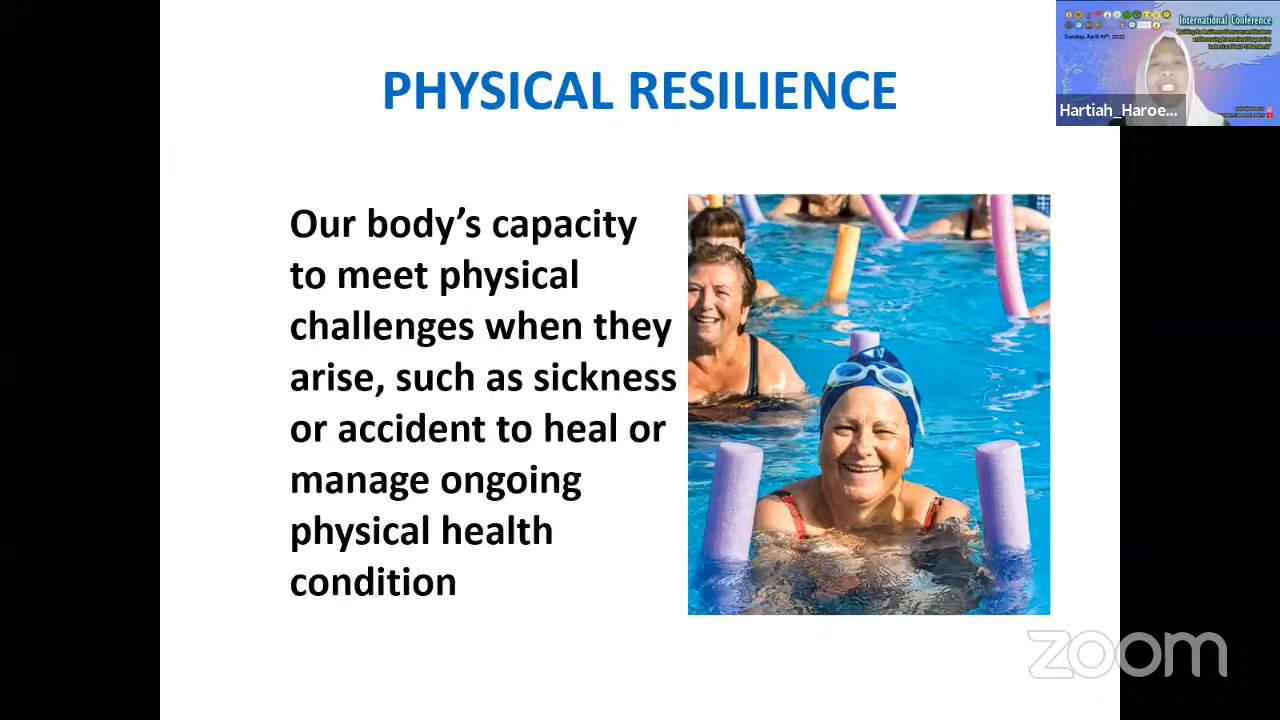 PHYSICAL RESILIENCE
Our body's capacity
to meet physical
challenges when they
arise, such as sickness
or accident to heal or
manage ongoing
physical health
condition
International Conference
Sunday, April 10th, 2022
Hartiah_Haroe...
zoom